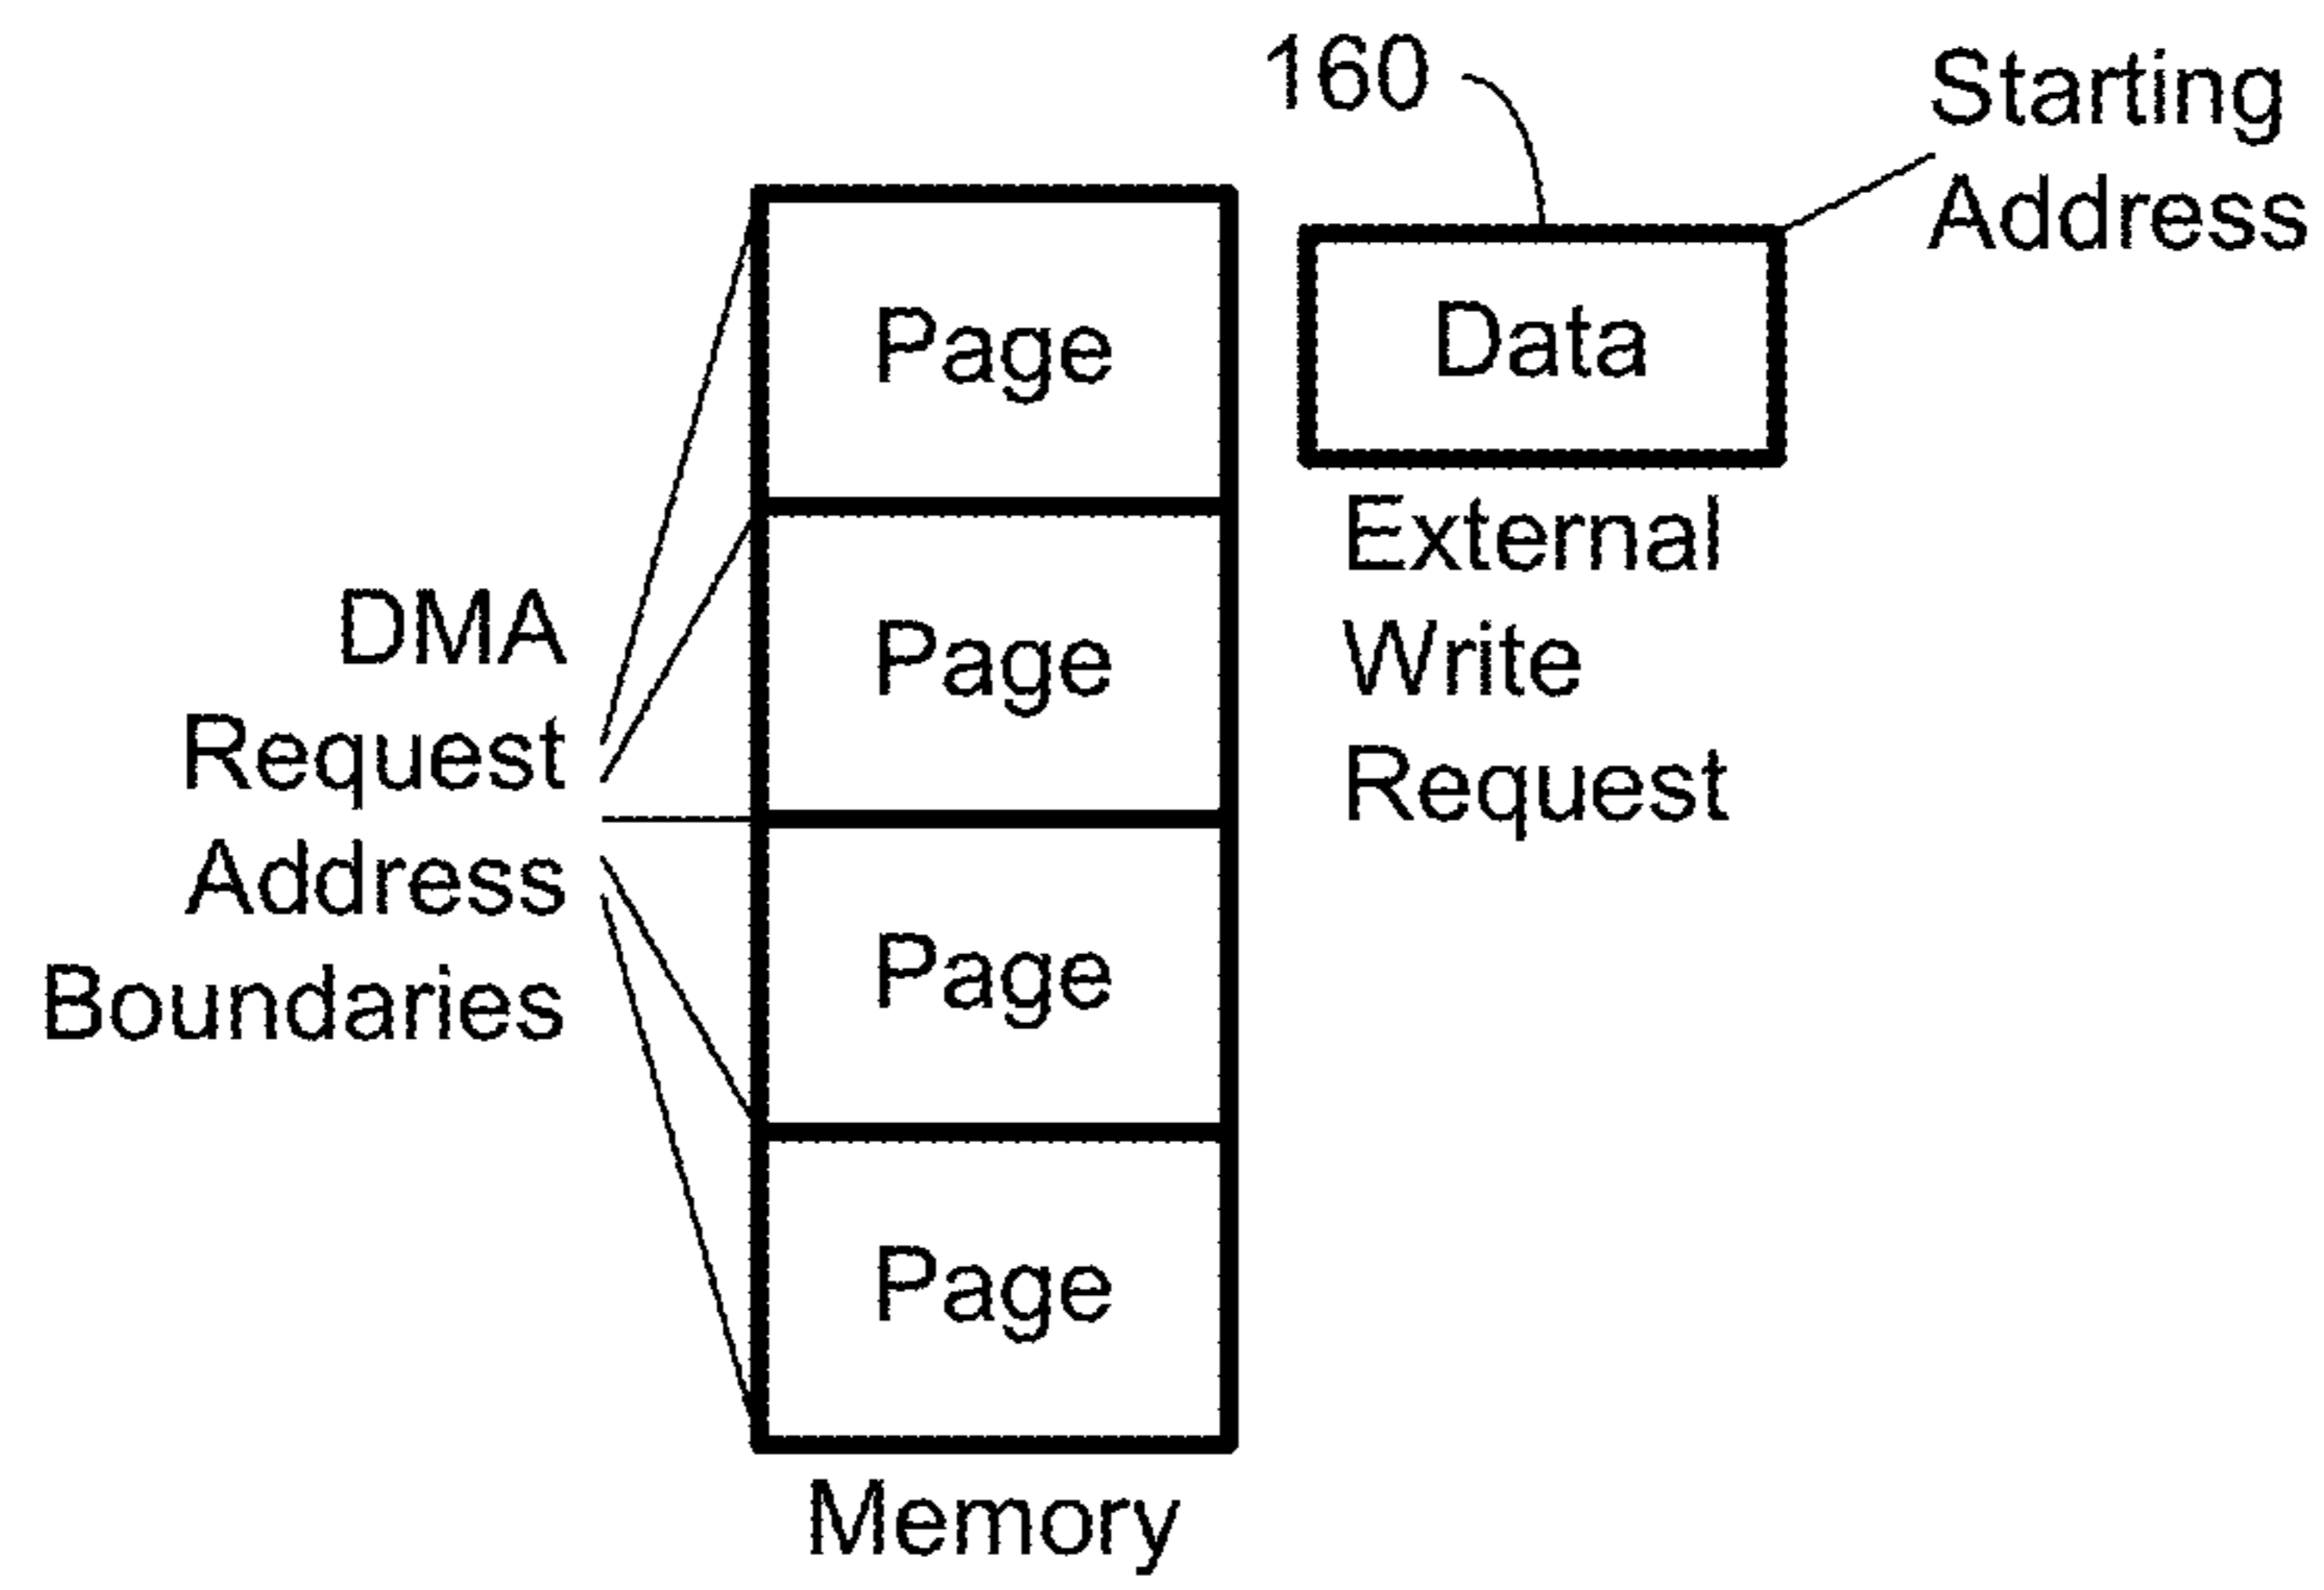 160
Starting
Address
Page
Data
External
Write
Request
DMA
Request
Address
Boundaries
Page
Page
Page
Memory